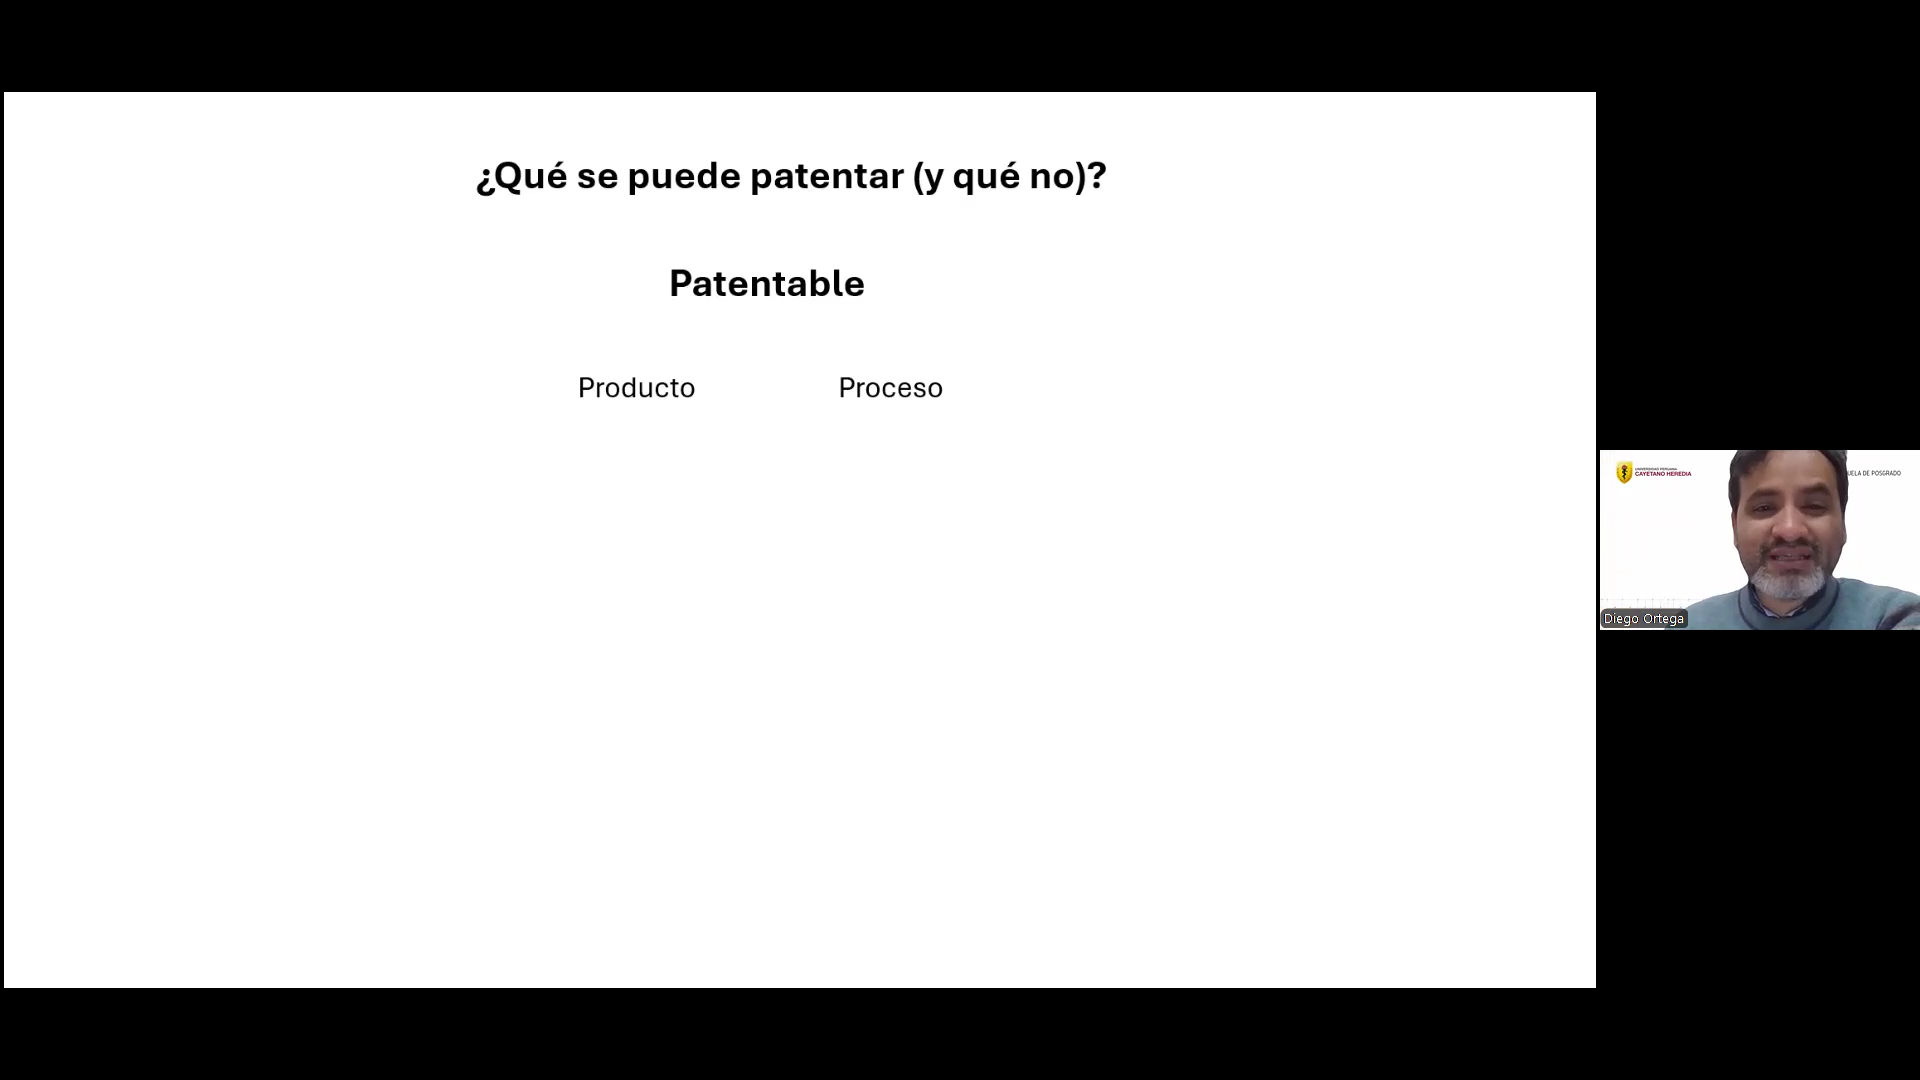 ¿Qué se puede patentar (y qué no)?
Patentable
Producto Proceso
UNIVERSIDAD PERUANA
CAYETANO HEREDIA
UELA DE POSGRADO
Diego Ortega